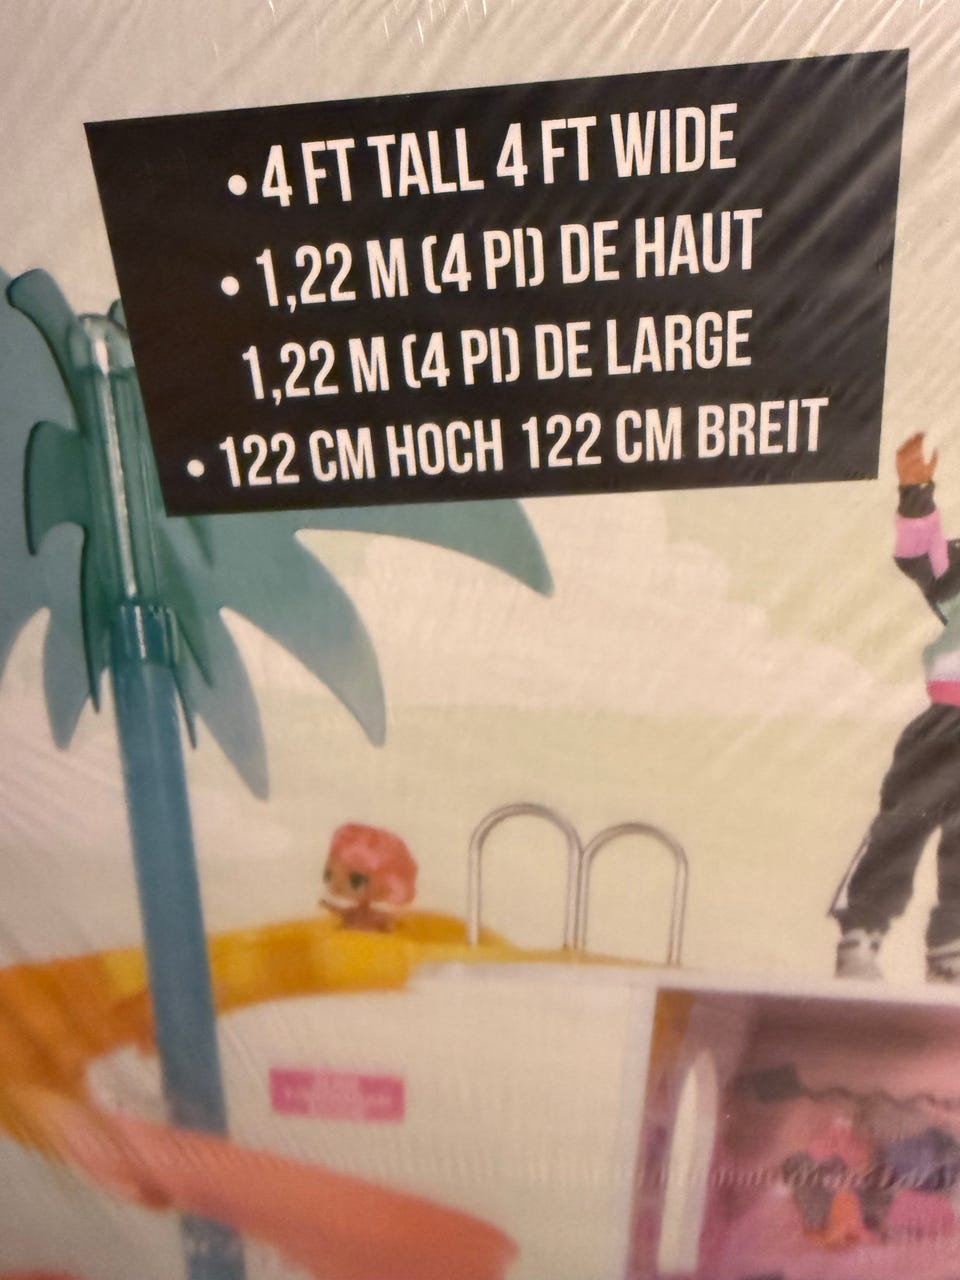 • 4 FT TALL 4 FT WIDE
• 1,22 M (4 PI) DE HAUT
1,22 M (4 PI) DE LARGE
• 122 CM HOCH 122 CM BREIT